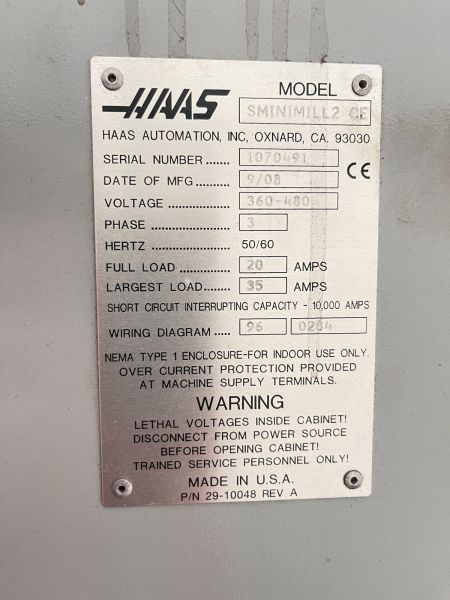 HAAS
MODEL
SMINIMILL2 CE
HAAS AUTOMATION, INC, OXNARD, CA. 93030
SERIAL NUMBER ...... 1070491
CE
DATE OF MFG ............ 9/08
VOLTAGE .................. 360-480
PHASE ........................ 3
HERTZ 50/60
FULL LOAD ................ 20 AMPS
LARGEST LOAD...... 35 AMPS
SHORT CIRCUIT INTERRUPTING CAPACITY - 10,000 AMPS
WIRING DIAGRAM ...... 96 0284
NEMA TYPE 1 ENCLOSURE-FOR INDOOR USE ONLY.
OVER CURRENT PROTECTION PROVIDED
AT MACHINE SUPPLY TERMINALS.
WARNING
LETHAL VOLTAGES INSIDE CABINET!
DISCONNECT FROM POWER SOURCE
BEFORE OPENING CABINET!
TRAINED SERVICE PERSONNEL ONLY!
MADE IN U.S.A.
P/N 29-10048 REV A